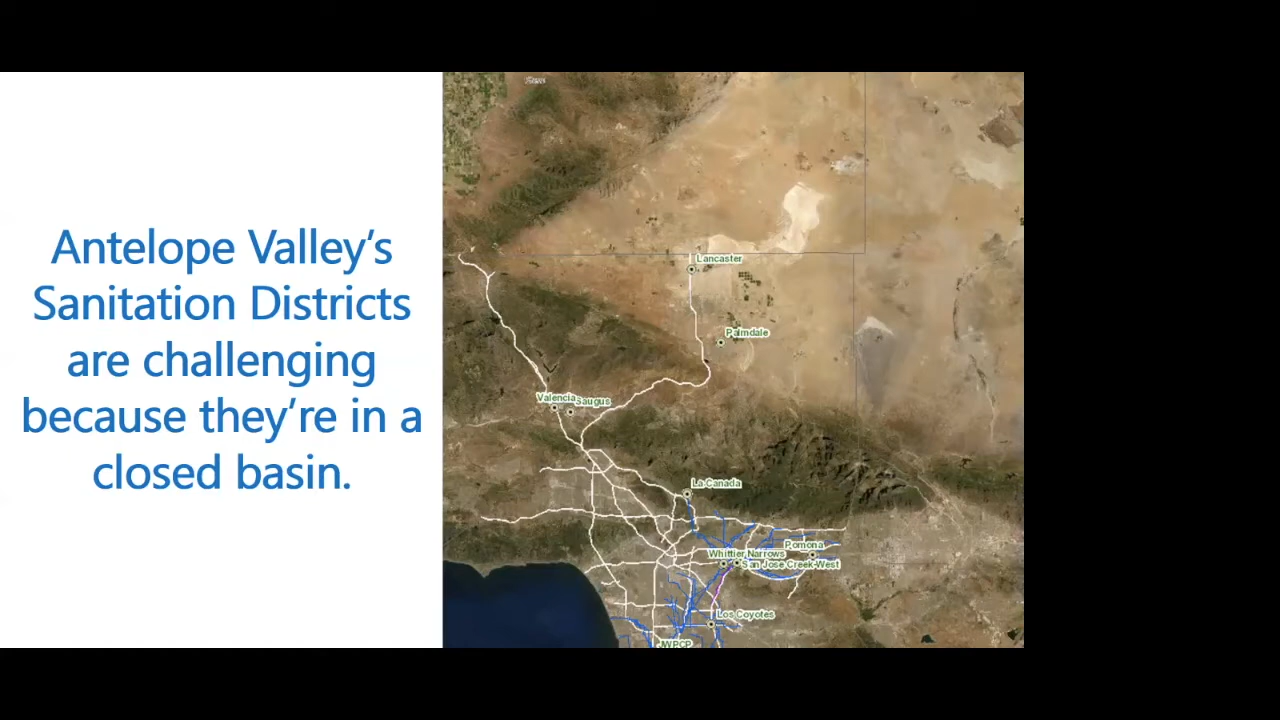 Antelope Valley’s
Sanitation Districts
are challenging
because they’re in a
closed basin.
Lancaster
Palmdale
Valencia
Saugus
La Canada
Pomona
Whittier Narrows
San Jose Creek-West
Los Coyotes
JWPCP